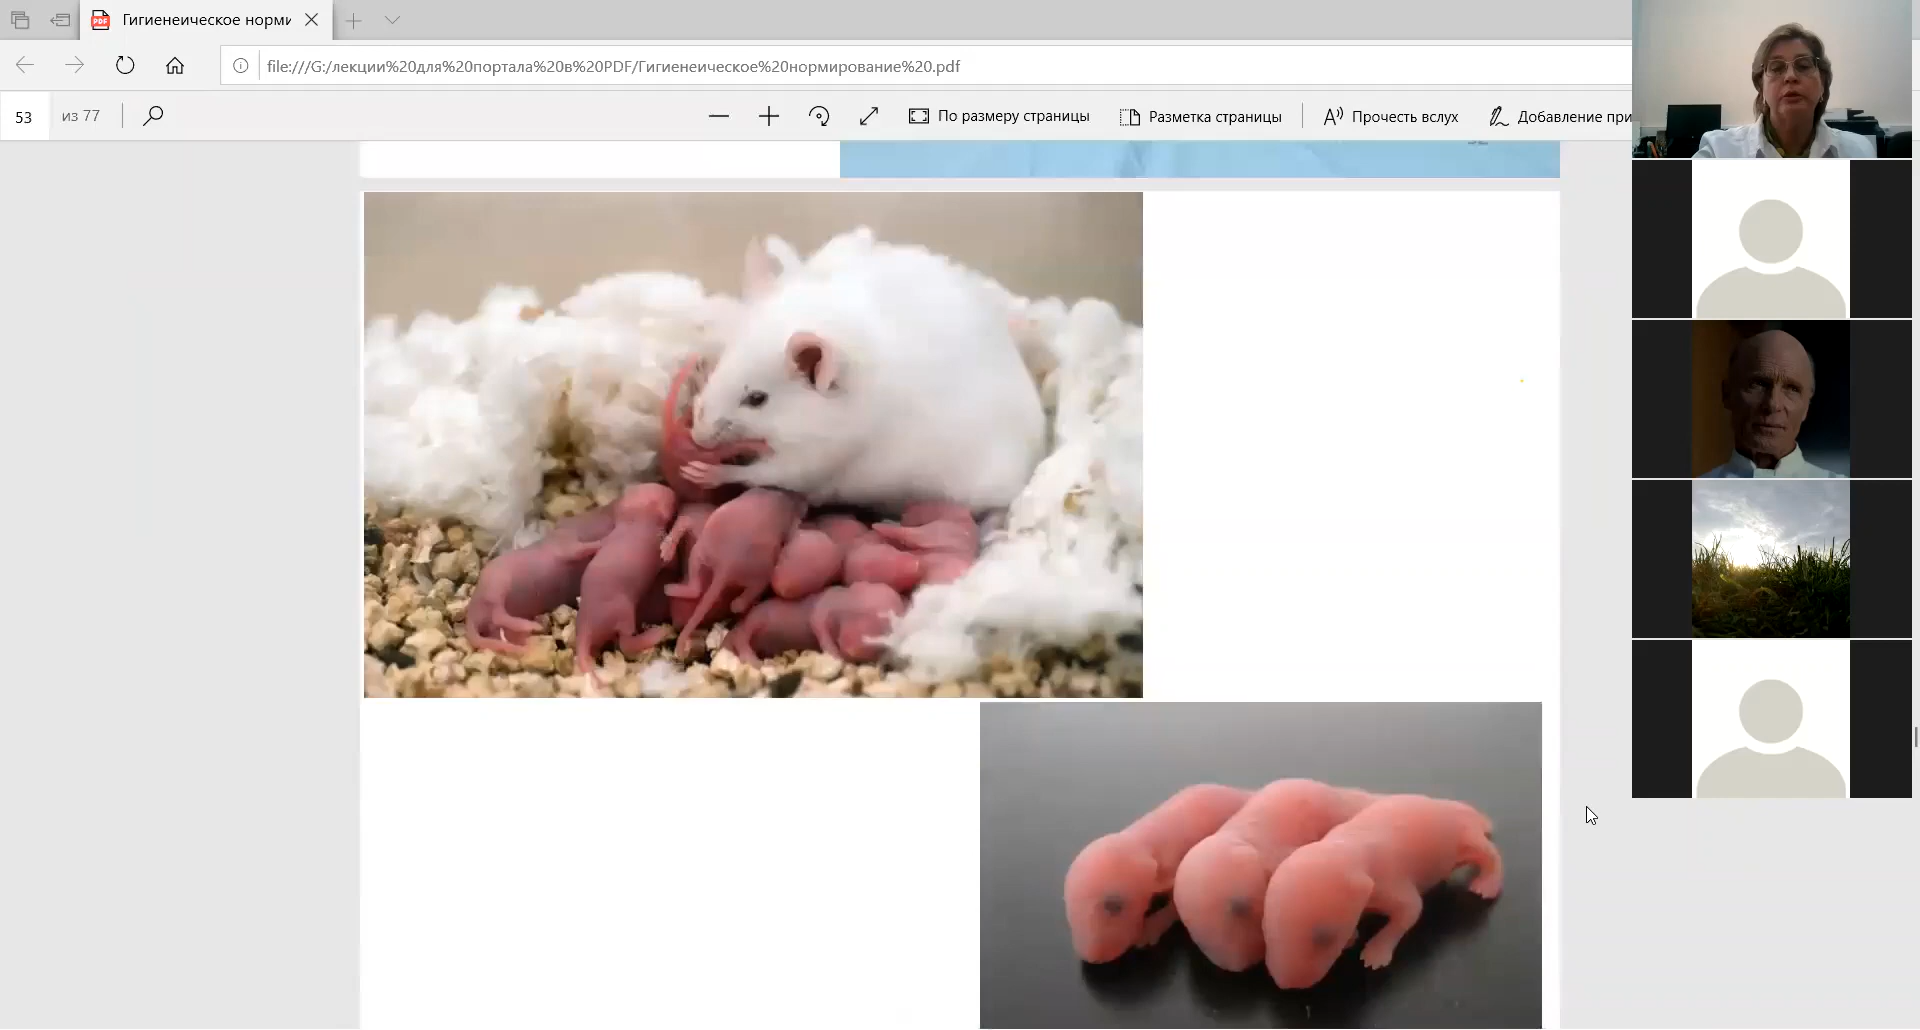 Гигиенеическое норми
file:///G:/лекции%20для%20портала%20в%20PDF/Гигиенеическое%20нормирование%20.pdf
53 из 77
По размеру страницы
Разметка страницы
Прочесть вслух
Добавление при
PDF